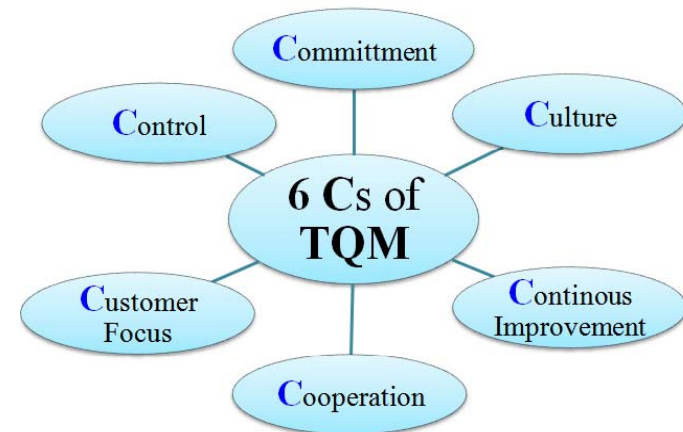 Committment
Control
Culture
6 Cs of
TQM
Customer
Focus
Continous
Improvement
Cooperation